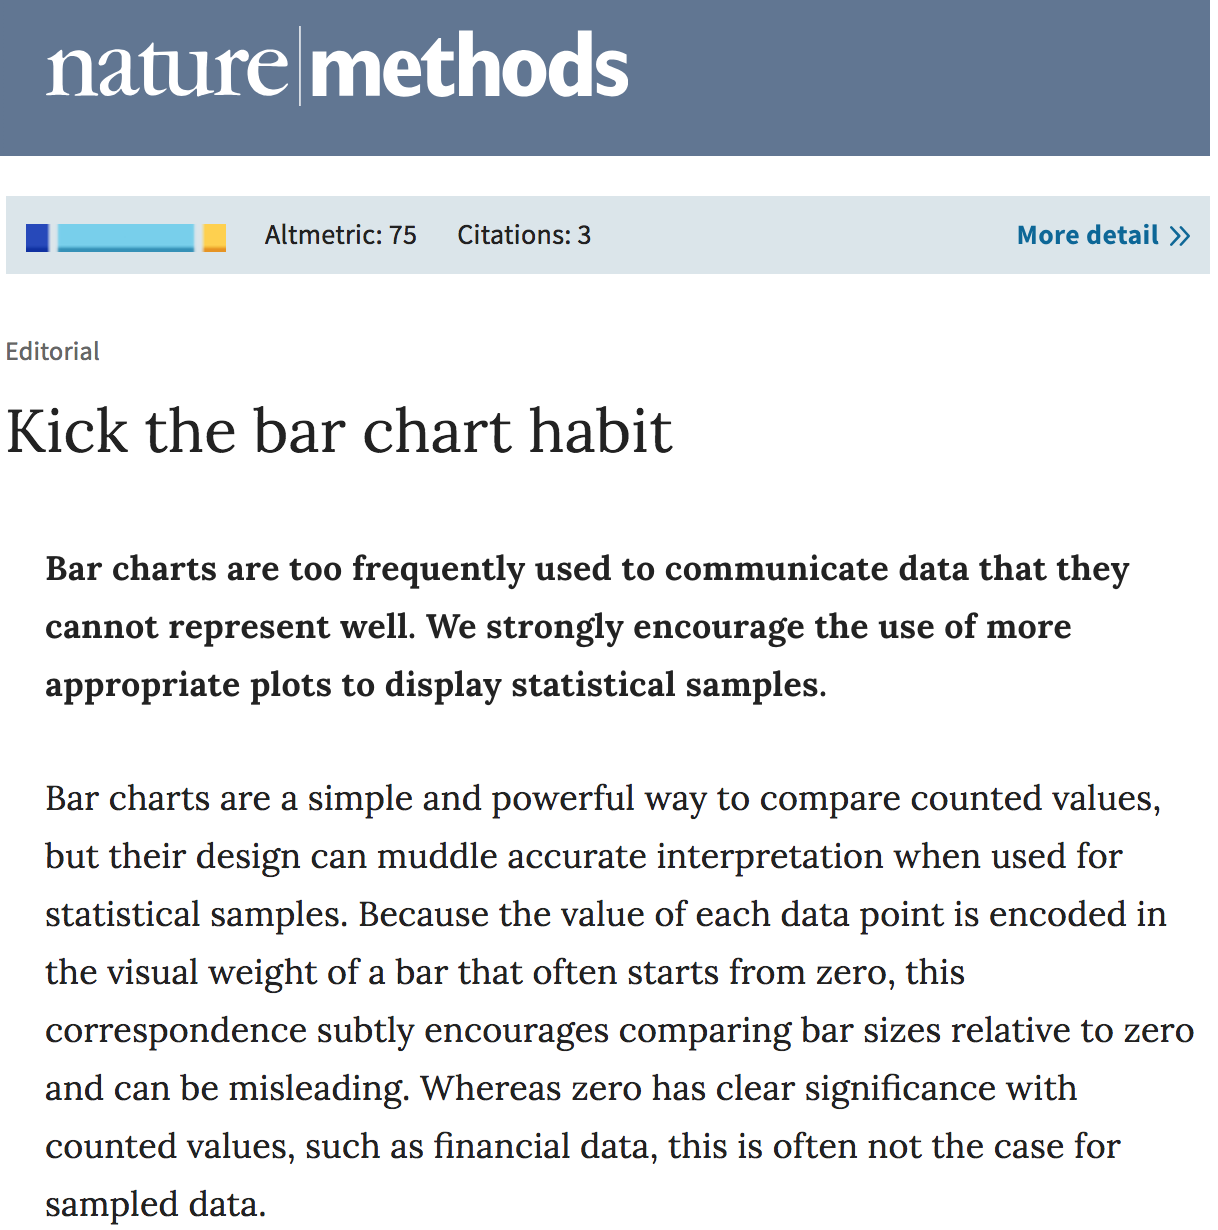 nature methods
Altmetric: 75 Citations: 3 More detail
Editorial
Kick the bar chart habit
Bar charts are too frequently used to communicate data that they
cannot represent well. We strongly encourage the use of more
appropriate plots to display statistical samples.
Bar charts are a simple and powerful way to compare counted values,
but their design can muddle accurate interpretation when used for
statistical samples. Because the value of each data point is encoded in
the visual weight of a bar that often starts from zero, this
correspondence subtly encourages comparing bar sizes relative to zero
and can be misleading. Whereas zero has clear significance with
counted values, such as financial data, this is often not the case for
sampled data.